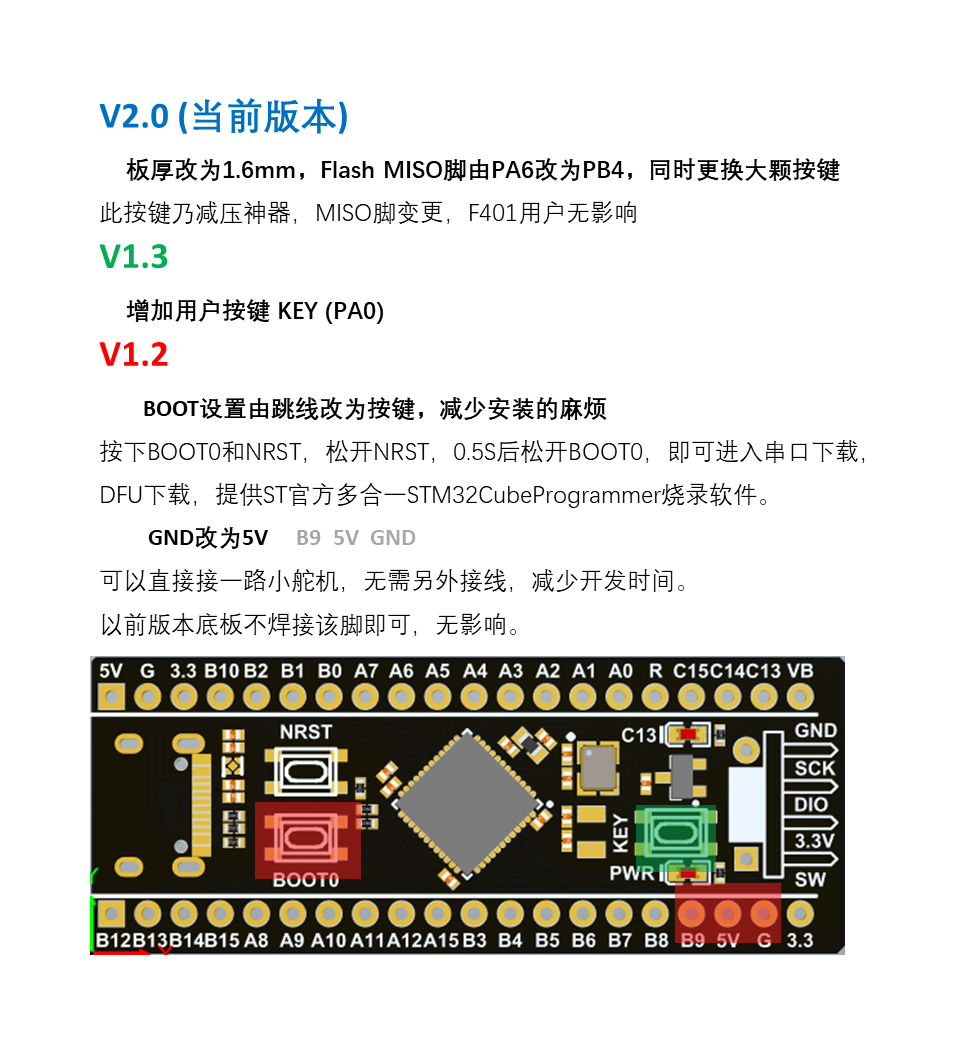 V2.0 (当前版本)
板厚改为1.6mm，Flash MISO脚由PA6改为PB4，同时更换大颗按键
此按键乃减压神器，MISO脚变更，F401用户无影响
V1.3
增加用户按键 KEY (PA0)
V1.2
BOOT设置由跳线改为按键，减少安装的麻烦
按下BOOT0和NRST，松开NRST，0.5S后松开BOOT0，即可进入串口下载，
DFU下载，提供ST官方多合一STM32CubeProgrammer烧录软件。
GND改为5V B9 5V GND
可以直接接一路小舵机，无需另外接线，减少开发时间。
以前版本底板不焊接该脚即可，无影响。
5V G 3.3 B10 B2 B1 B0 A7 A6 A5 A4 A3 A2 A1 A0 R C15 C14 C13 VB
NRST
C13
GND
SCK
DIO
3.3V
SW
KEY
PWR
BOOT0
B12 B13 B14 B15 A8 A9 A10 A11 A12 A15 B3 B4 B5 B6 B7 B8 B9 5V G 3.3
Y
X